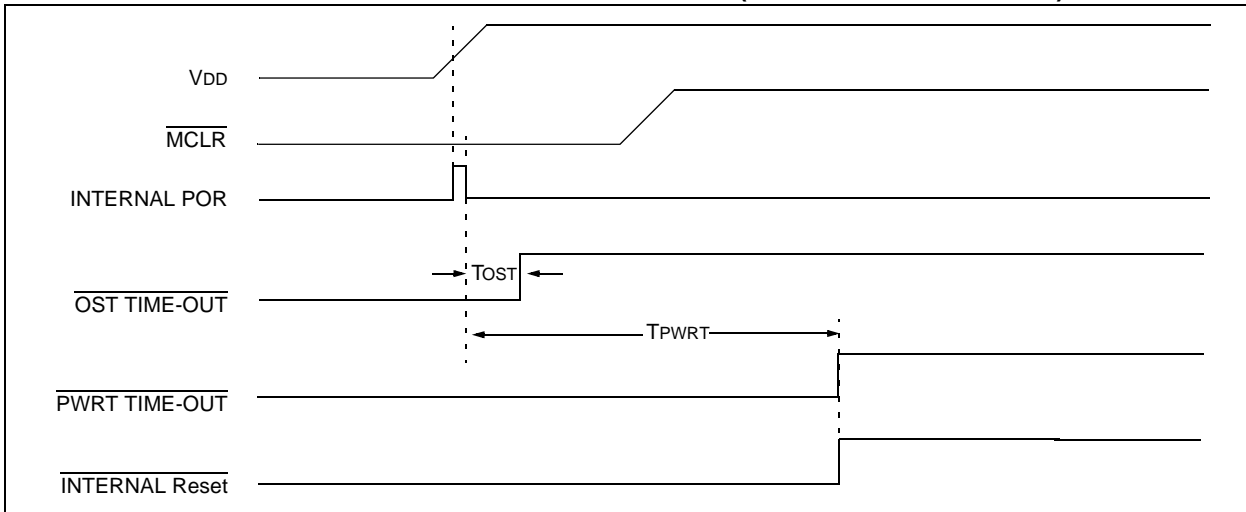 VDD
MCLR
INTERNAL POR
TOST
OST TIME-OUT
TPWRT
PWRT TIME-OUT
INTERNAL Reset